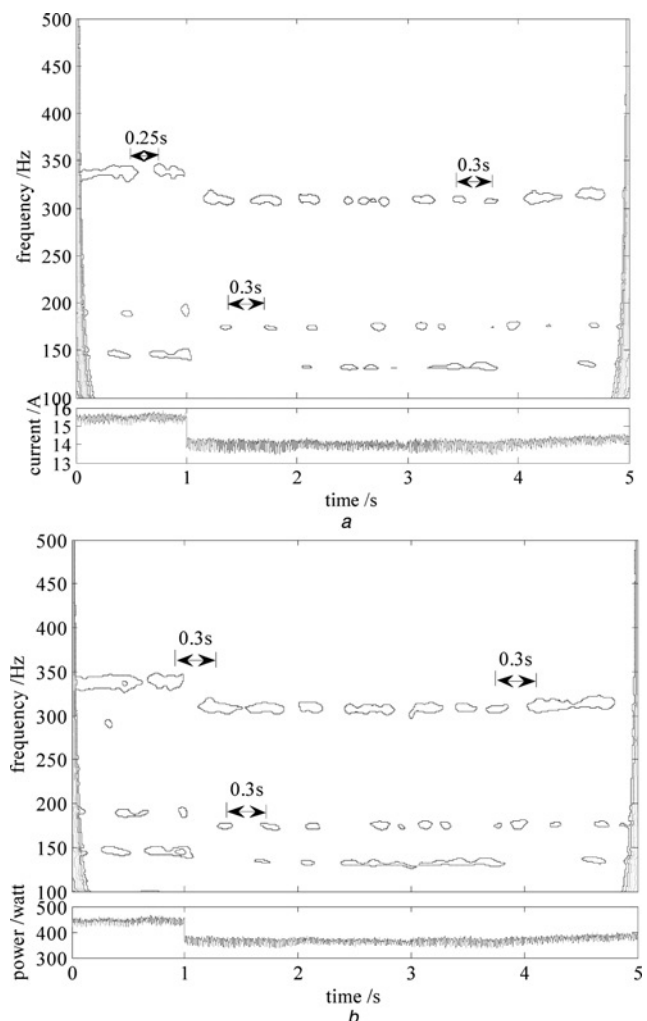 500
450
400
350
300
250
200
150
100
frequency /Hz
0.25s
0.3s
0.3s
16
15
14
13
current /A
0 1 2 3 4 5
time /s
a
500
450
400
350
300
250
200
150
100
frequency /Hz
0.3s
0.3s
0.3s
500
400
300
power /watt
0 1 2 3 4 5
time /s
b